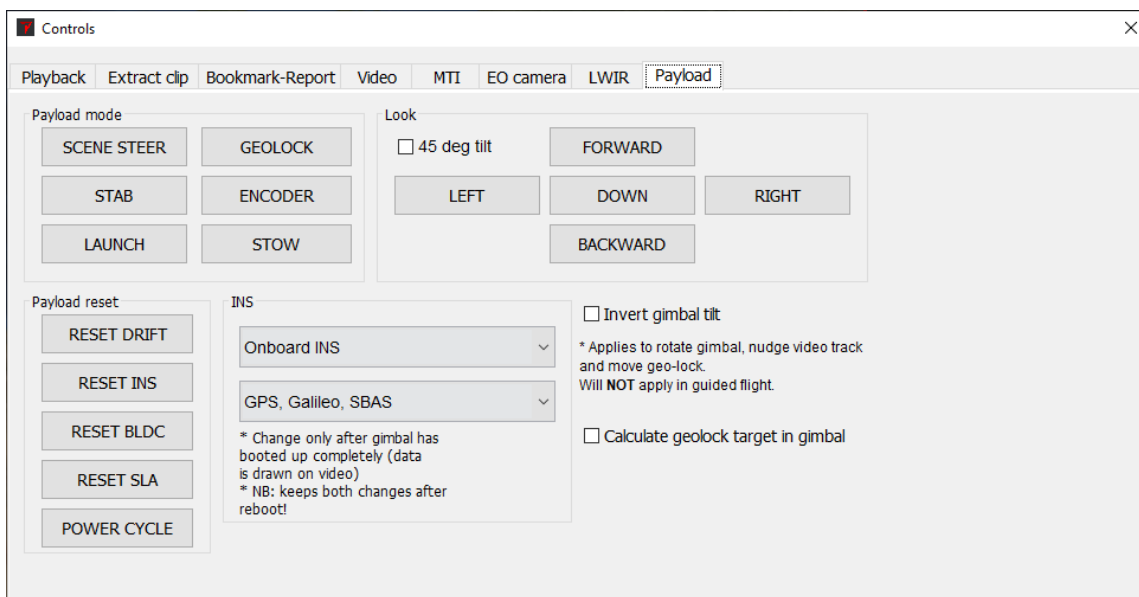 Controls
Playback Extract clip Bookmark-Report Video MTI EO camera LWIR Payload
Payload mode
SCENE STEER GEOLOCK
STAB ENCODER
LAUNCH STOW
Look
45 deg tilt FORWARD
LEFT DOWN RIGHT
BACKWARD
Payload reset
RESET DRIFT
RESET INS
RESET BLDC
RESET SLA
POWER CYCLE
INS
Onboard INS
GPS, Galileo, SBAS
* Change only after gimbal has
booted up completely (data
is drawn on video)
* NB: keeps both changes after
reboot!
Invert gimbal tilt
* Applies to rotate gimbal, nudge video track
and move geo-lock.
Will NOT apply in guided flight.
Calculate geolock target in gimbal